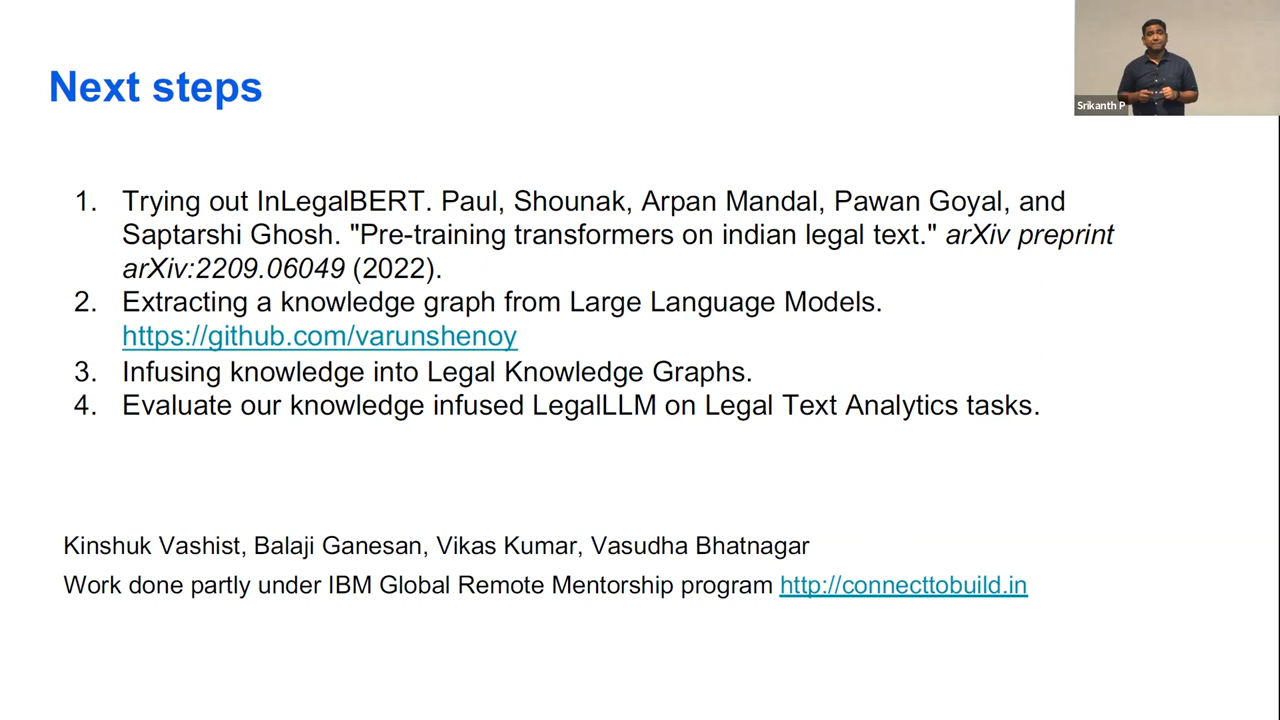 Next steps
Srikanth P
1. Trying out InLegalBERT. Paul, Shounak, Arpan Mandal, Pawan Goyal, and
Saptarshi Ghosh. "Pre-training transformers on indian legal text." arXiv preprint
arXiv:2209.06049 (2022).
2. Extracting a knowledge graph from Large Language Models.
https://github.com/varunshenoy
3. Infusing knowledge into Legal Knowledge Graphs.
4. Evaluate our knowledge infused LegalLLM on Legal Text Analytics tasks.
Kinshuk Vashist, Balaji Ganesan, Vikas Kumar, Vasudha Bhatnagar
Work done partly under IBM Global Remote Mentorship program http://connecttobuild.in